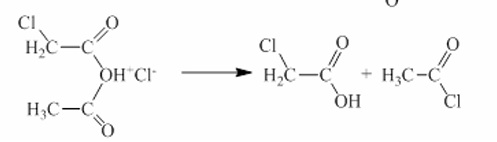 O
Cl O
H₂C—C
OH⁺Cl⁻
H₃C—C
O
Cl O
H₂C—C
OH
+
O
H₃C—C
Cl